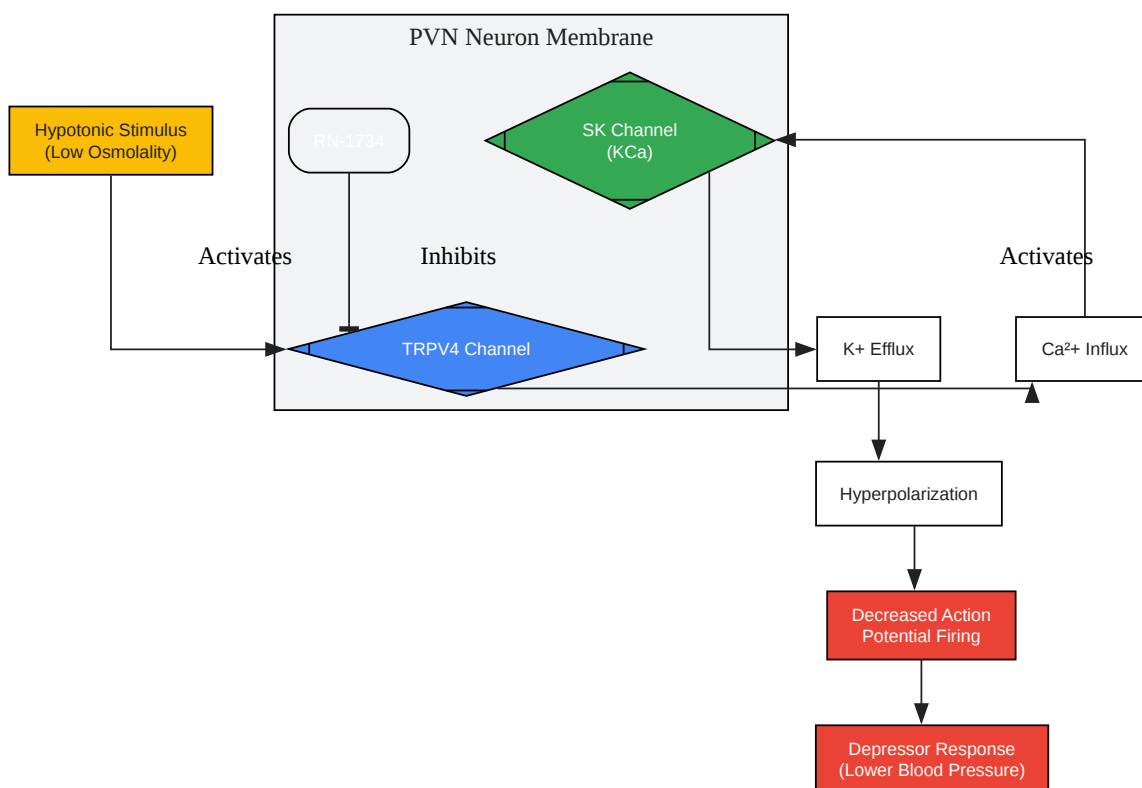 PVN Neuron Membrane
Hypotonic Stimulus
(Low Osmolality)
RN-1734
SK Channel
(KCa)
Activates
Inhibits
Activates
TRPV4 Channel
K+ Efflux
Ca²+ Influx
Hyperpolarization
Decreased Action
Potential Firing
Depressor Response
(Lower Blood Pressure)